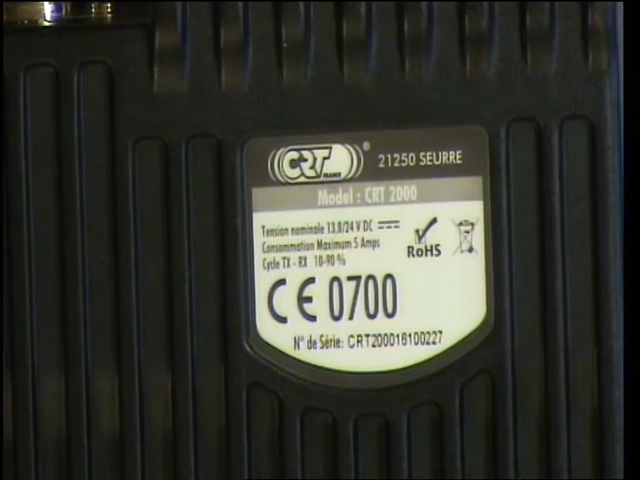 CRT FRANCE ® 21250 SEURRE
Model : CRT 2000
Tension nominale 13,8/24 V DC
Consommation Maximum 5 Amps
Cycle TX - RX 10-90 %
RoHS
CE 0700
N° de Série: CRT200016100227